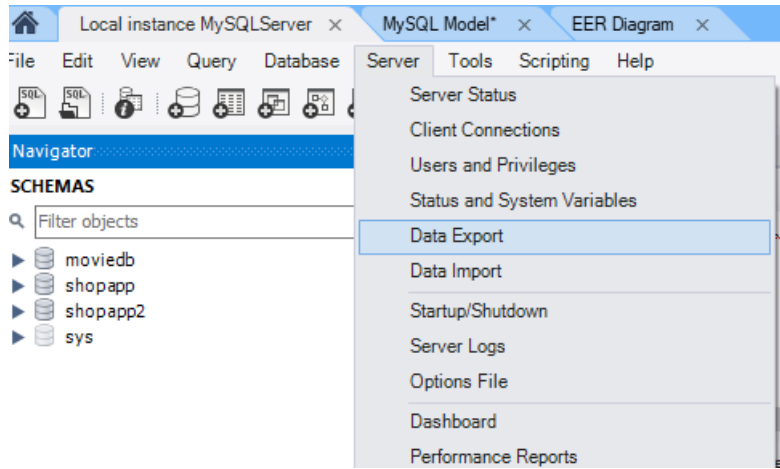 Local instance MySQLServer × MySQL Model* × EER Diagram ×
File Edit View Query Database Server Tools Scripting Help
SQL SQL
Server Status
Client Connections
Users and Privileges
Status and System Variables
Data Export
Data Import
Startup/Shutdown
Server Logs
Options File
Dashboard
Performance Reports
Navigator
SCHEMAS
Filter objects
moviedb
shopapp
shopapp2
sys